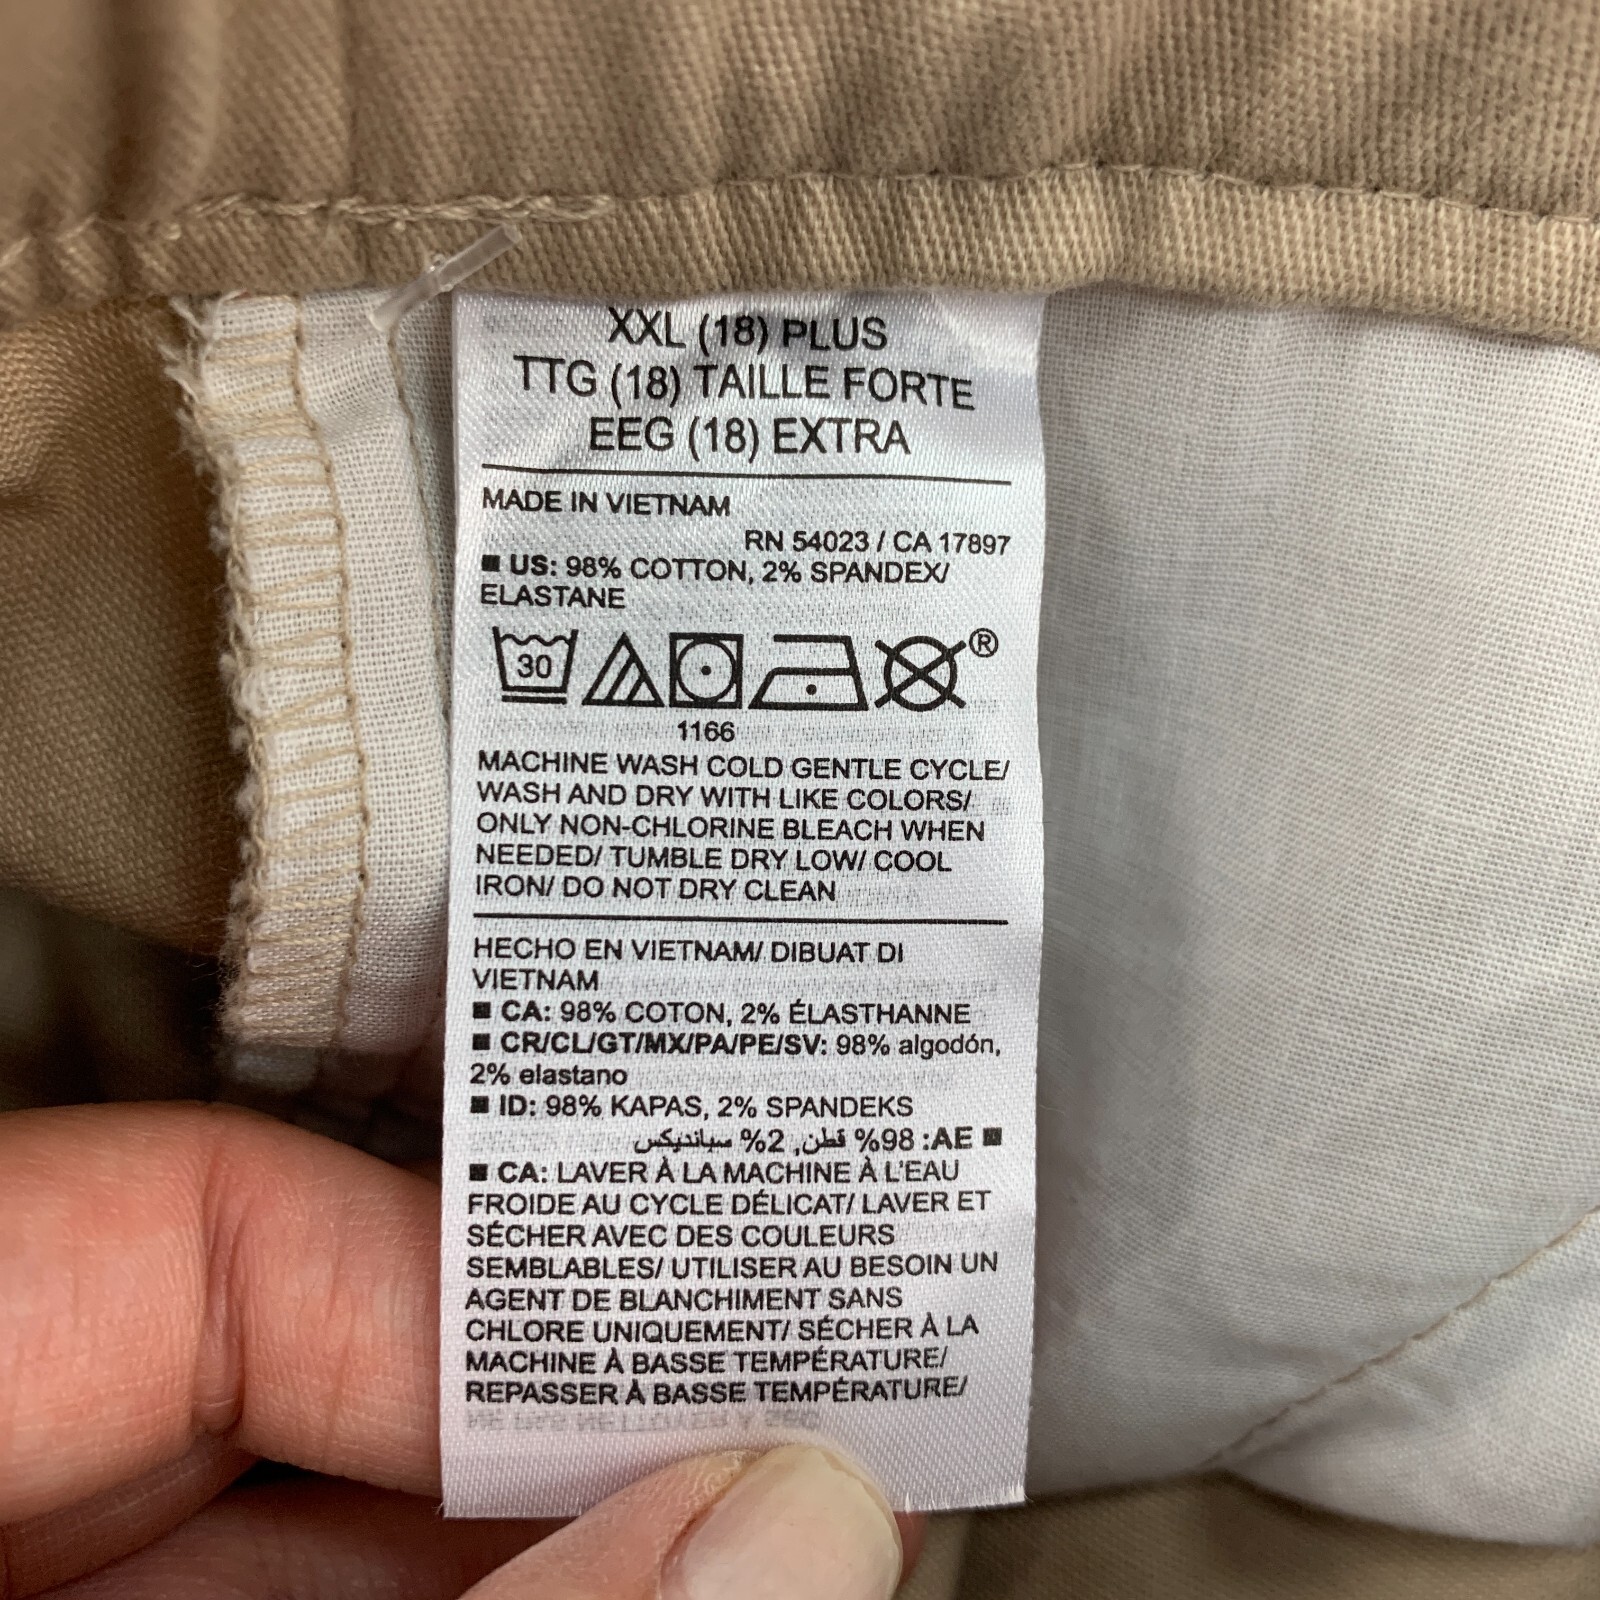 XXL (18) PLUS
TTG (18) TAILLE FORTE
EEG (18) EXTRA
MADE IN VIETNAM
RN 54023 / CA 17897
■ US: 98% COTTON, 2% SPANDEX/
ELASTANE
30
®
1166
MACHINE WASH COLD GENTLE CYCLE/
WASH AND DRY WITH LIKE COLORS/
ONLY NON-CHLORINE BLEACH WHEN
NEEDED/ TUMBLE DRY LOW/ COOL
IRON/ DO NOT DRY CLEAN
HECHO EN VIETNAM/ DIBUAT DI
VIETNAM
■ CA: 98% COTON, 2% ÉLASTHANNE
■ CR/CL/GT/MX/PA/PE/SV: 98% algodón,
2% elastano
■ ID: 98% KAPAS, 2% SPANDEKS
■ AE: 98% قطن, 2% سباندیکس
■ CA: LAVER À LA MACHINE À L'EAU
FROIDE AU CYCLE DÉLICAT/ LAVER ET
SÉCHER AVEC DES COULEURS
SEMBLABLES/ UTILISER AU BESOIN UN
AGENT DE BLANCHIMENT SANS
CHLORE UNIQUEMENT/ SÉCHER À LA
MACHINE À BASSE TEMPÉRATURE/
REPASSER À BASSE TEMPÉRATURE/